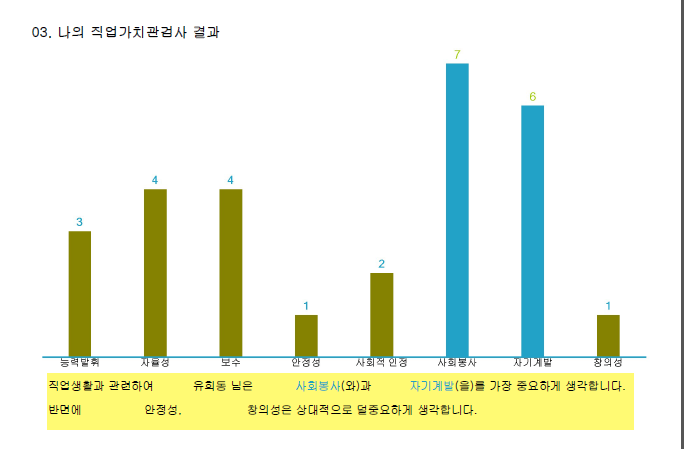 03. 나의 직업가치관검사 결과
7
6
4
4
3
2
1
1
능력발휘 자율성 보수 안정성 사회적 인정 사회봉사 자기계발 창의성
직업생활과 관련하여 유희동 님은 사회봉사(와)과 자기계발(을)를 가장 중요하게 생각합니다.
반면에 안정성, 창의성은 상대적으로 덜중요하게 생각합니다.